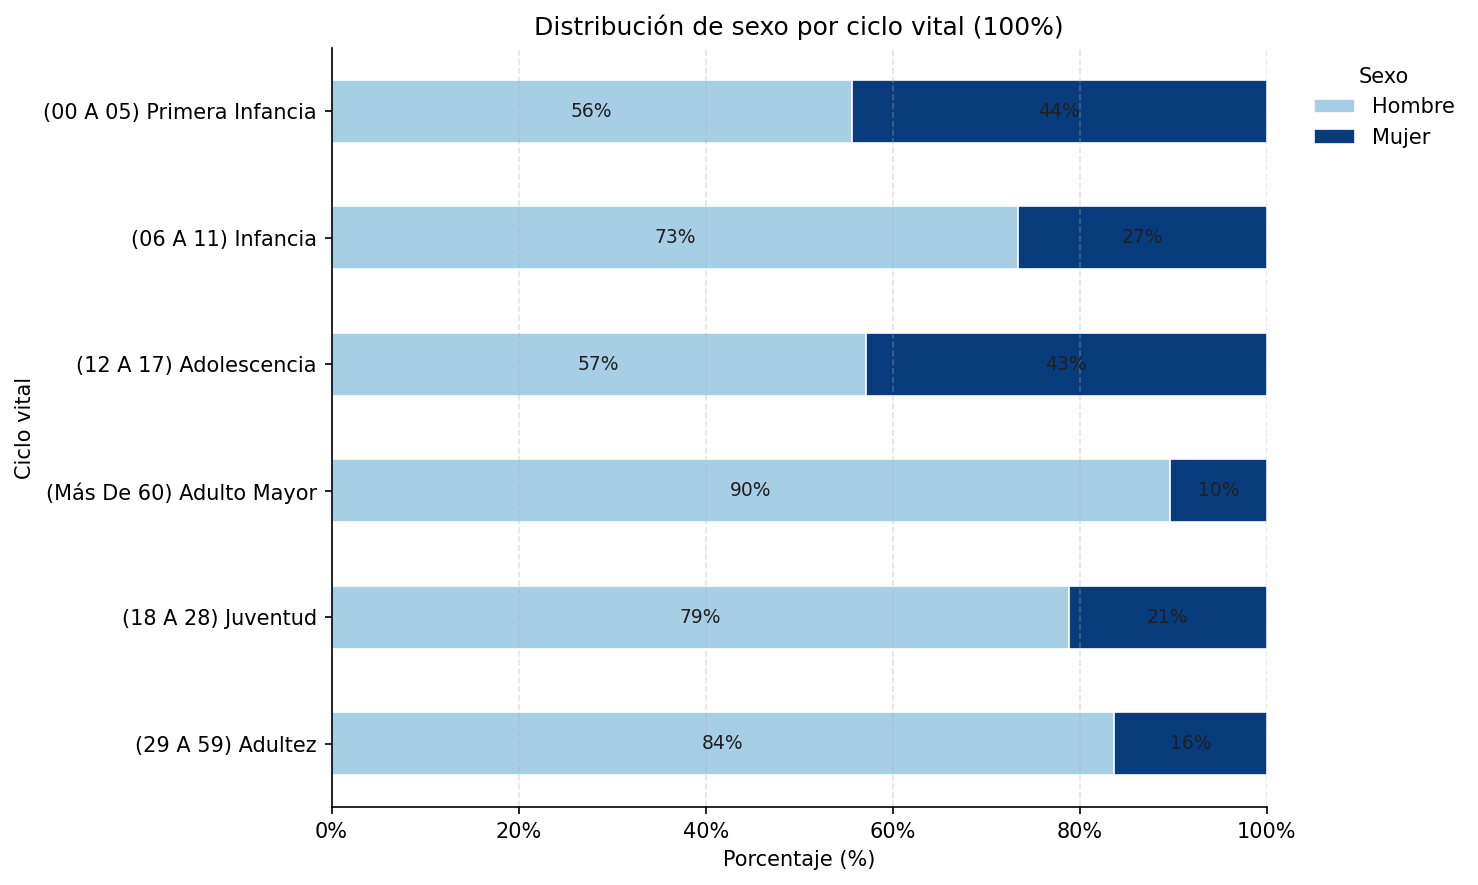 Distribución de sexo por ciclo vital (100%)
Sexo
Hombre
Mujer
Ciclo vital
(00 A 05) Primera Infancia 56% 44%
(06 A 11) Infancia 73% 27%
(12 A 17) Adolescencia 57% 43%
(Más De 60) Adulto Mayor 90% 10%
(18 A 28) Juventud 79% 21%
(29 A 59) Adultez 84% 16%
0% 20% 40% 60% 80% 100%
Porcentaje (%)